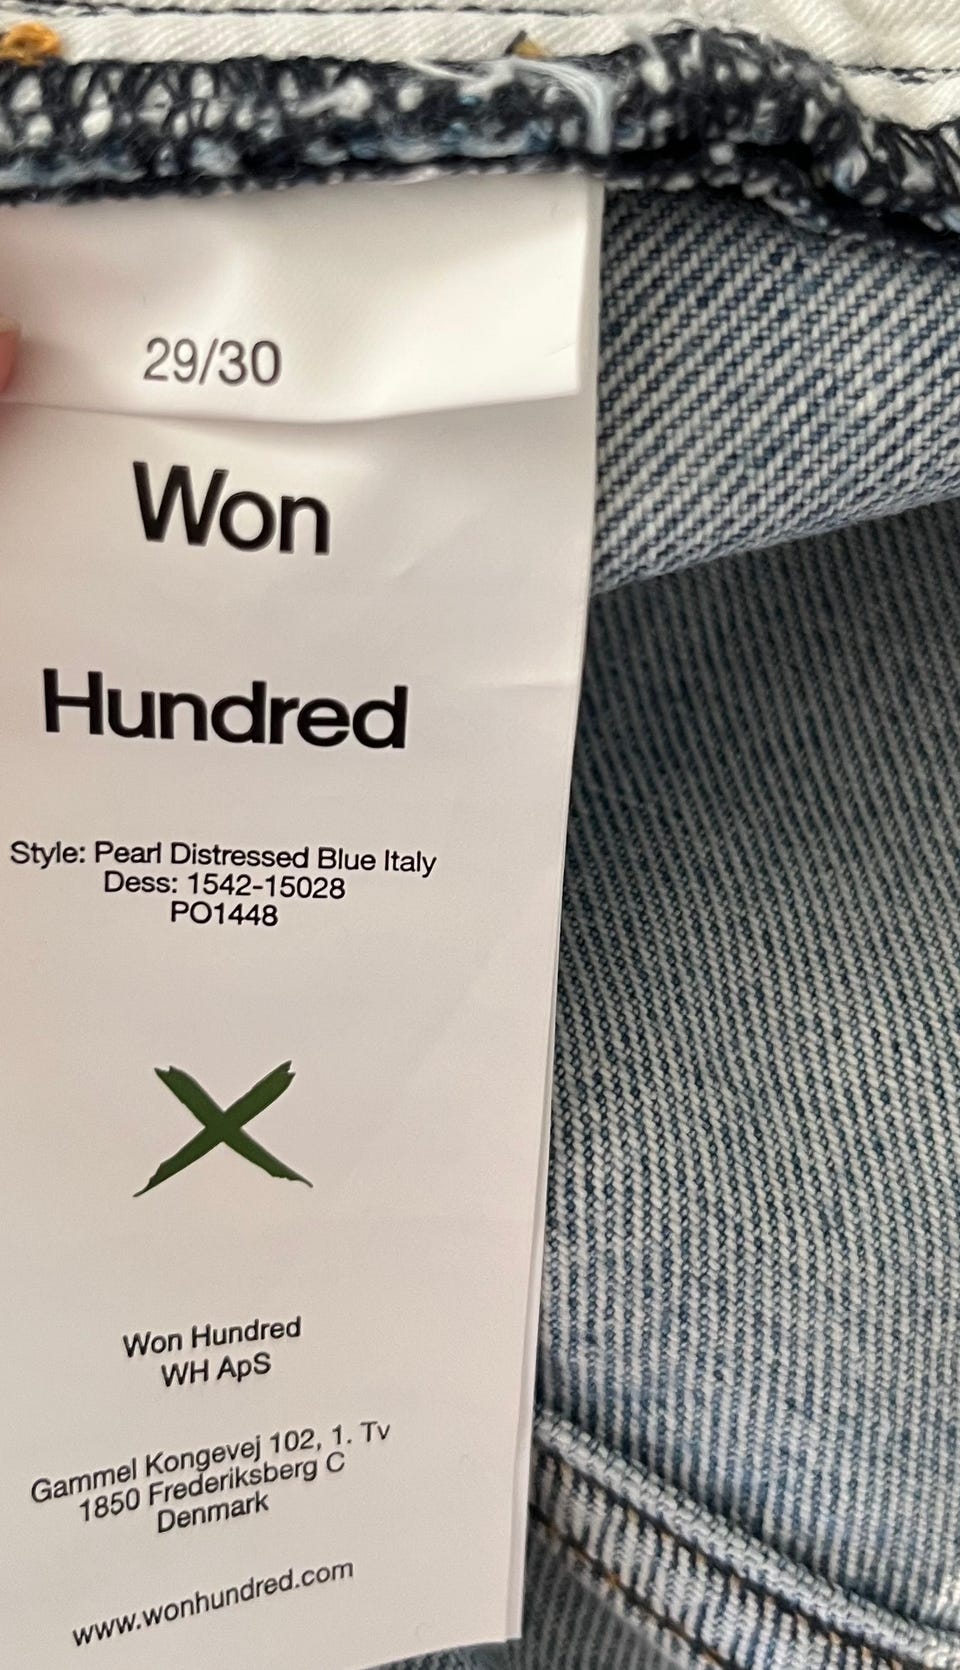 29/30
Won
Hundred
Style: Pearl Distressed Blue Italy
Dess: 1542-15028
PO1448
Won Hundred
WH ApS
Gammel Kongevej 102, 1. Tv
1850 Frederiksberg C
Denmark
www.wonhundred.com